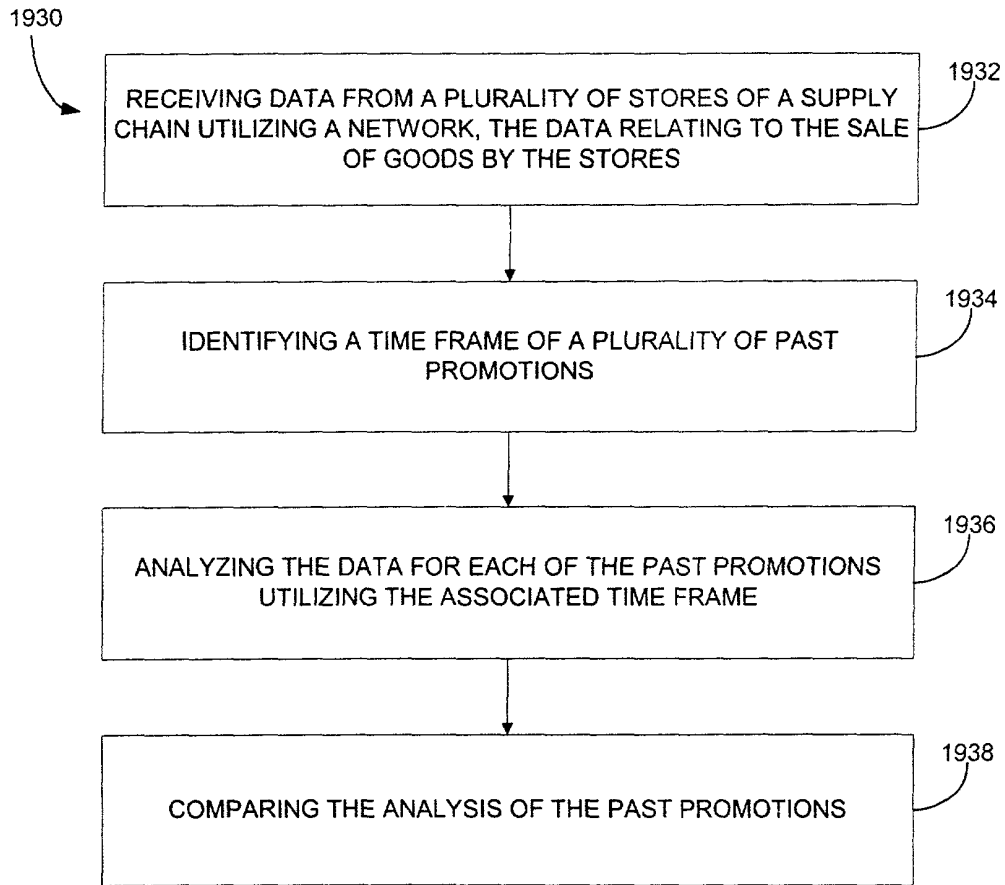 1930
1932
RECEIVING DATA FROM A PLURALITY OF STORES OF A SUPPLY
CHAIN UTILIZING A NETWORK, THE DATA RELATING TO THE SALE
OF GOODS BY THE STORES
1934
IDENTIFYING A TIME FRAME OF A PLURALITY OF PAST
PROMOTIONS
1936
ANALYZING THE DATA FOR EACH OF THE PAST PROMOTIONS
UTILIZING THE ASSOCIATED TIME FRAME
1938
COMPARING THE ANALYSIS OF THE PAST PROMOTIONS